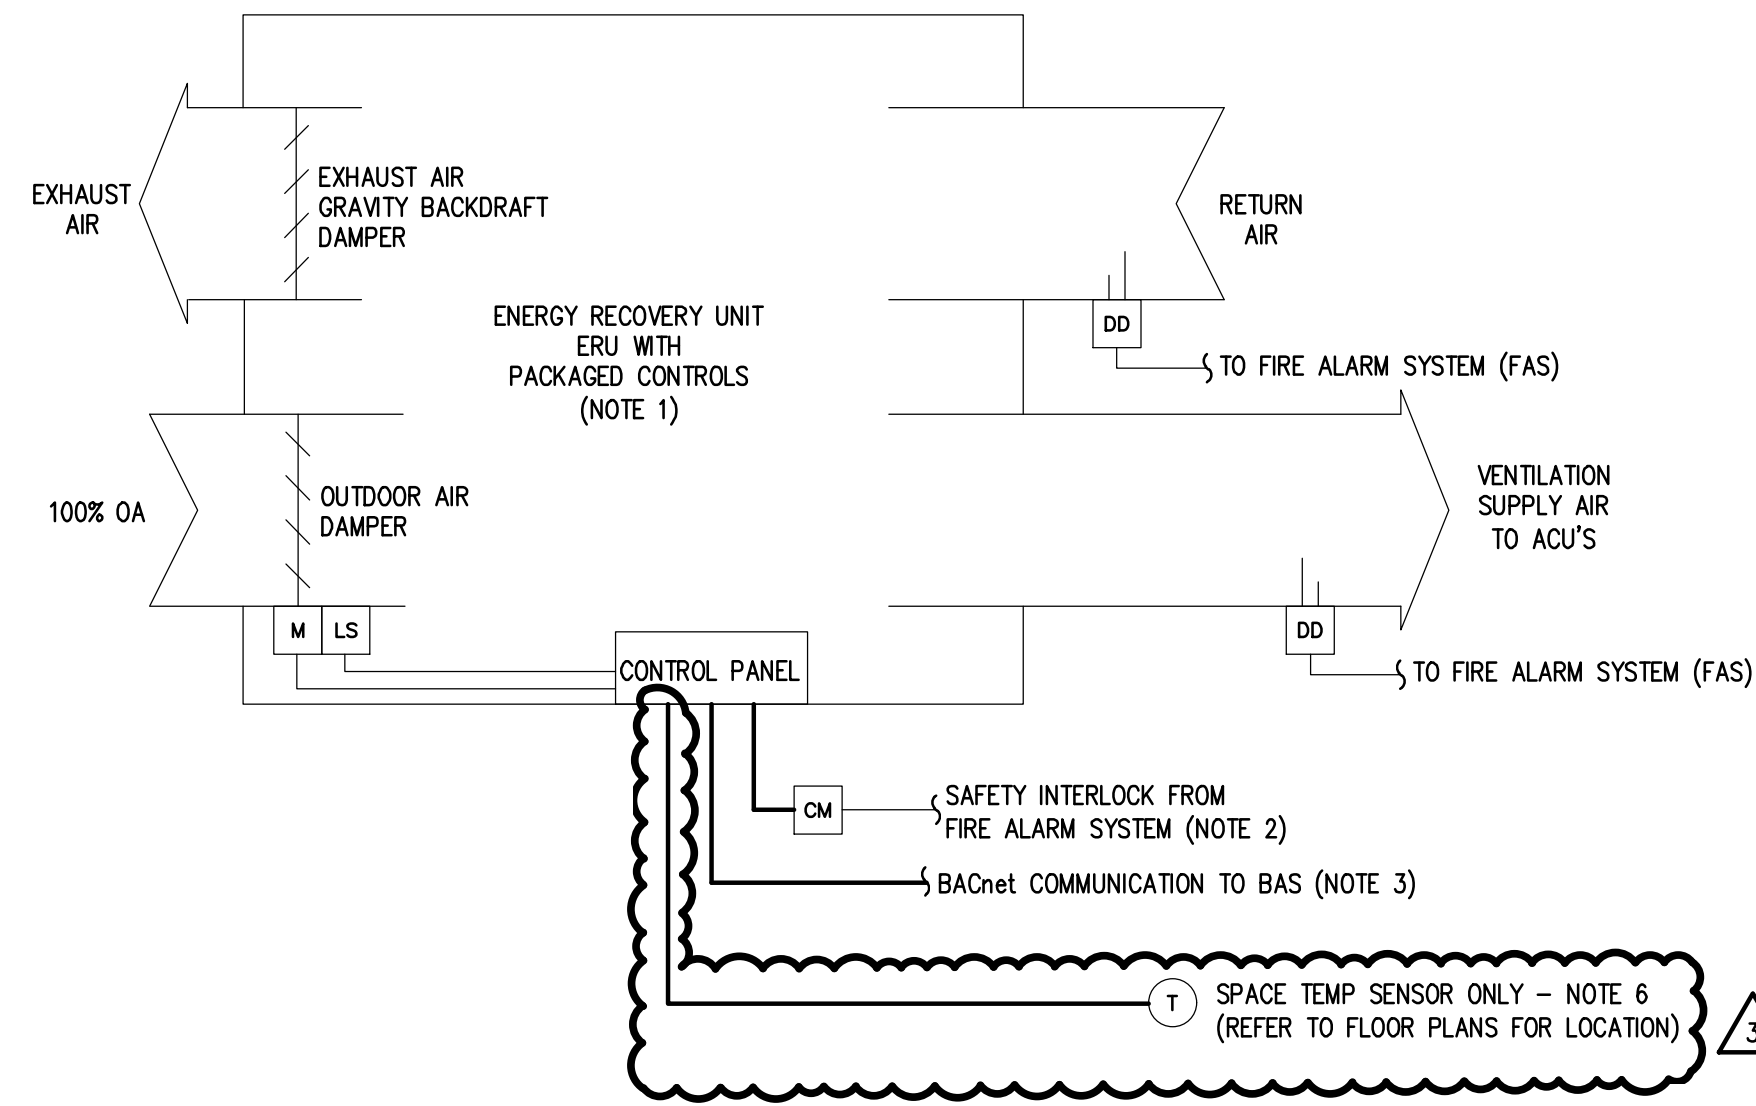 EXHAUST
AIR
EXHAUST AIR
GRAVITY BACKDRAFT
DAMPER
RETURN
AIR
ENERGY RECOVERY UNIT
ERU WITH
PACKAGED CONTROLS
(NOTE 1)
DD
TO FIRE ALARM SYSTEM (FAS)
100% OA
OUTDOOR AIR
DAMPER
VENTILATION
SUPPLY AIR
TO ACU'S
M
LS
CONTROL PANEL
DD
TO FIRE ALARM SYSTEM (FAS)
CM
SAFETY INTERLOCK FROM
FIRE ALARM SYSTEM (NOTE 2)
BACnet COMMUNICATION TO BAS (NOTE 3)
T
SPACE TEMP SENSOR ONLY – NOTE 6
(REFER TO FLOOR PLANS FOR LOCATION)
3